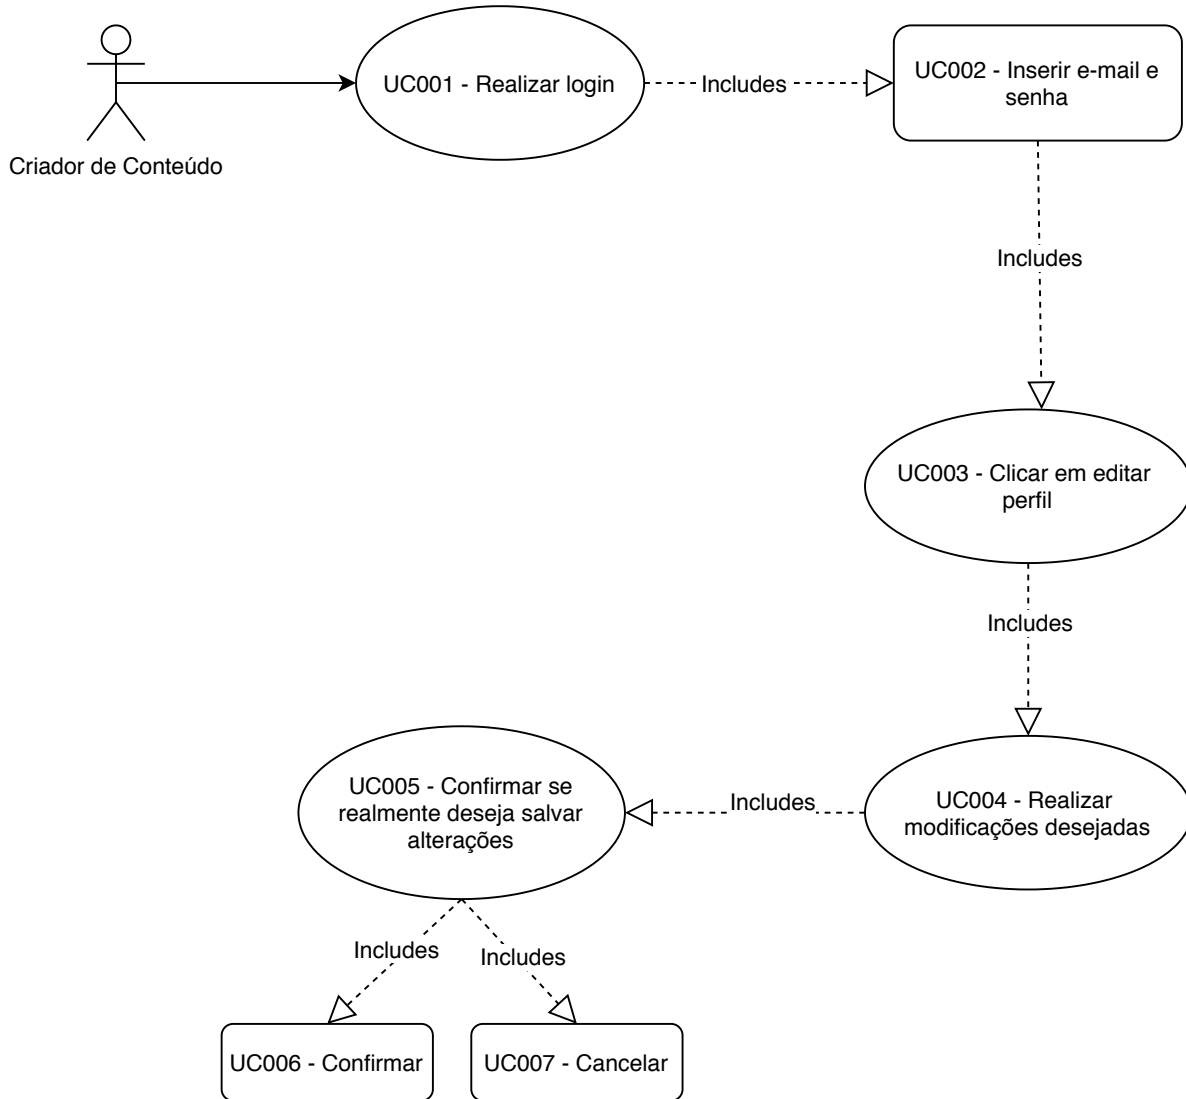 Criador de Conteúdo
UC001 - Realizar login
Includes
UC002 - Inserir e-mail e
senha
Includes
UC003 - Clicar em editar
perfil
Includes
UC004 - Realizar
modificações desejadas
Includes
UC005 - Confirmar se
realmente deseja salvar
alterações
Includes
Includes
UC006 - Confirmar
UC007 - Cancelar